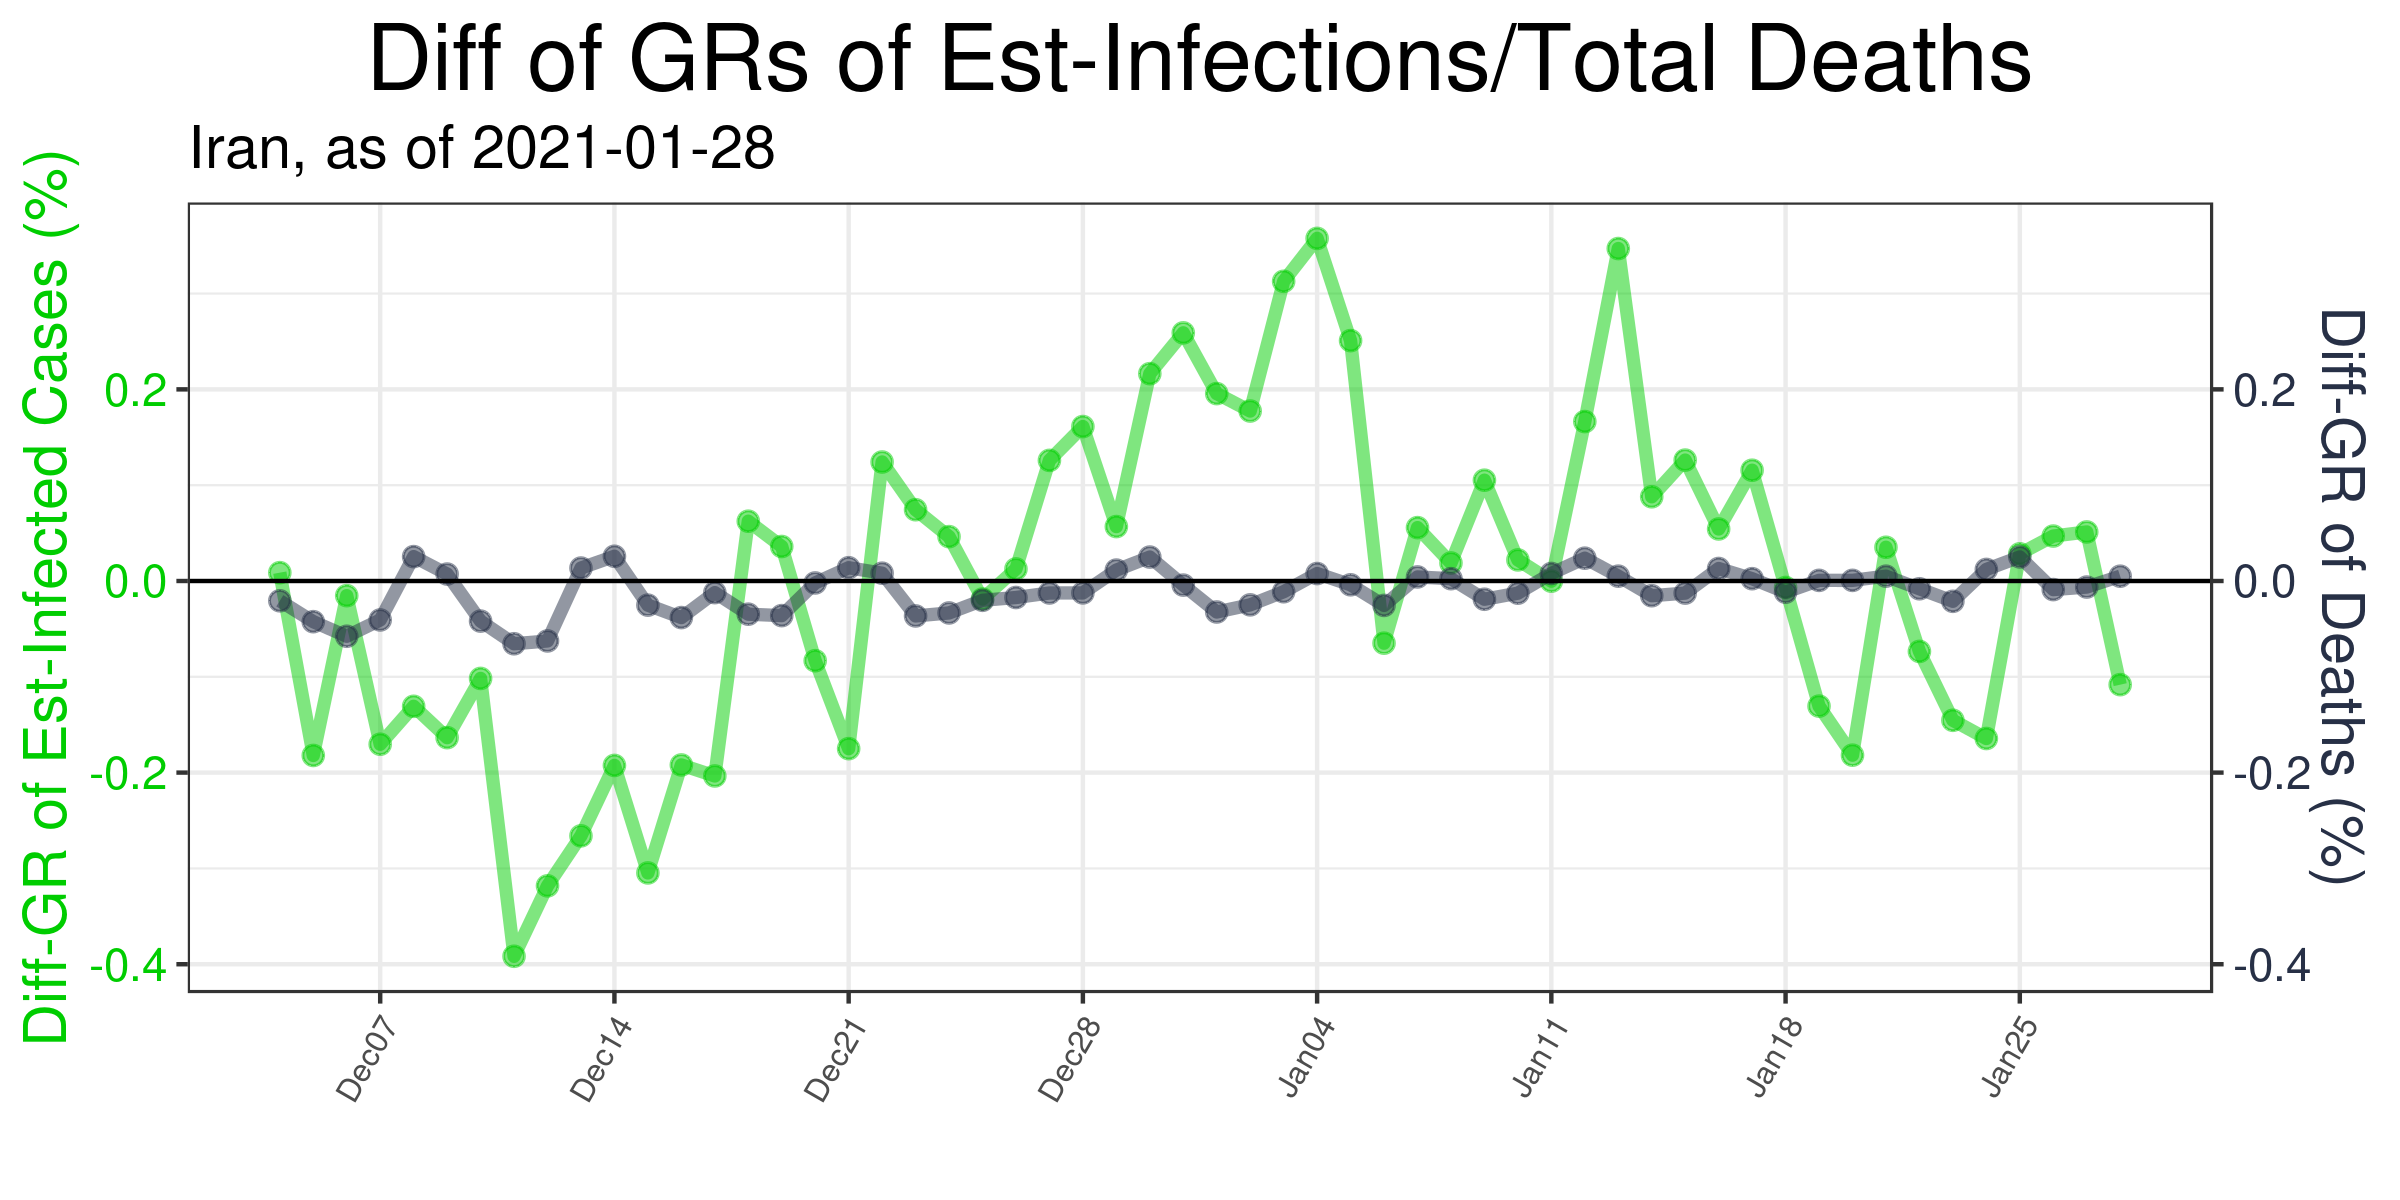 Diff of GRs of Est-Infections/Total Deaths
Iran, as of 2021-01-28
Diff-GR of Est-Infected Cases (%)
0.2
0.0
-0.2
-0.4
0.2
0.0
-0.2
-0.4
Diff-GR of Deaths (%)
Dec07
Dec14
Dec21
Dec28
Jan04
Jan11
Jan18
Jan25